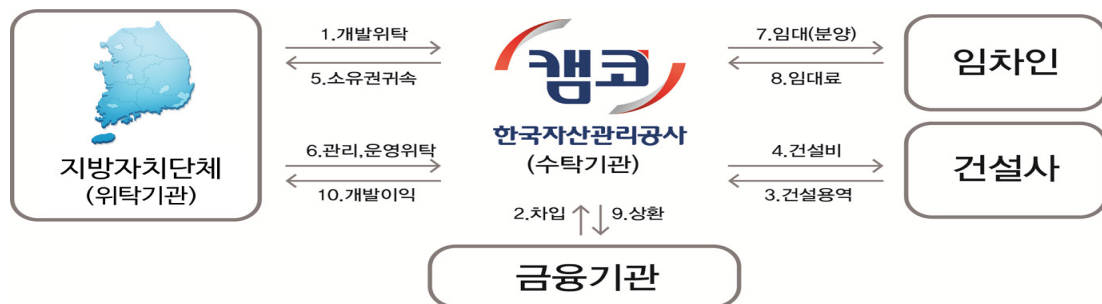 지방자치단체
(위탁기관)
1.개발위탁
5.소유권귀속
6.관리,운영위탁
10.개발이익
캠코
한국자산관리공사
(수탁기관)
2.차입
9.상환
금융기관
7.임대(분양)
8.임대료
임차인
4.건설비
3.건설용역
건설사